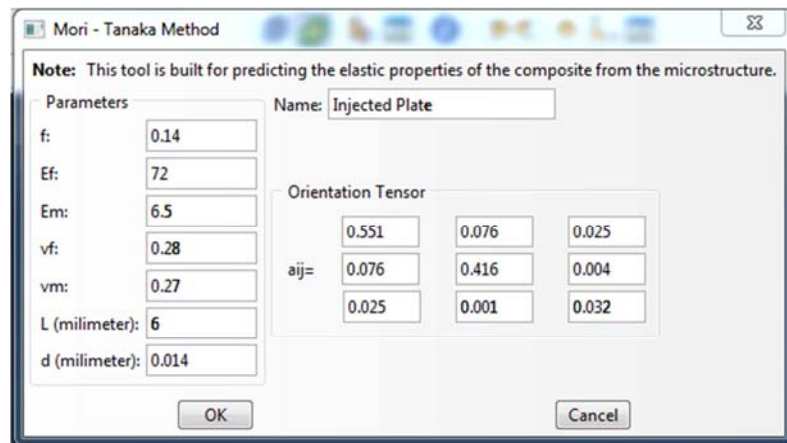 Mori - Tanaka Method
Note: This tool is built for predicting the elastic properties of the composite from the microstructure.
Parameters
Name: Injected Plate
f: 0.14
Ef: 72
Em: 6.5
vf: 0.28
vm: 0.27
L (milimeter): 6
d (milimeter): 0.014
Orientation Tensor
0.551 0.076 0.025
aij= 0.076 0.416 0.004
0.025 0.001 0.032
OK Cancel